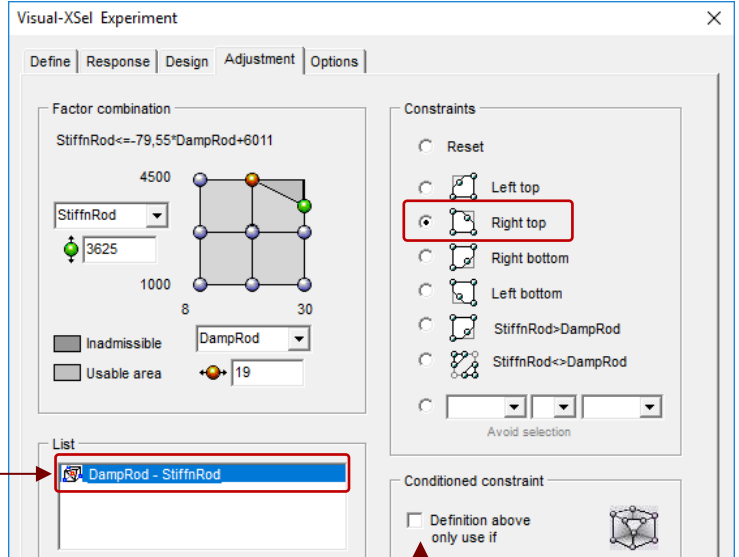 Visual-XSel Experiment
Define Response Design Adjustment Options
Factor combination
StiffnRod<=-79,55*DampRod+6011
4500
StiffnRod
3625
1000
8 30
Inadmissible
DampRod
Usable area
19
List
DampRod - StiffnRod
Constraints
Reset
Left top
Right top
Right bottom
Left bottom
StiffnRod>DampRod
StiffnRod<>DampRod
Avoid selection
Conditioned constraint
Definition above
only use if